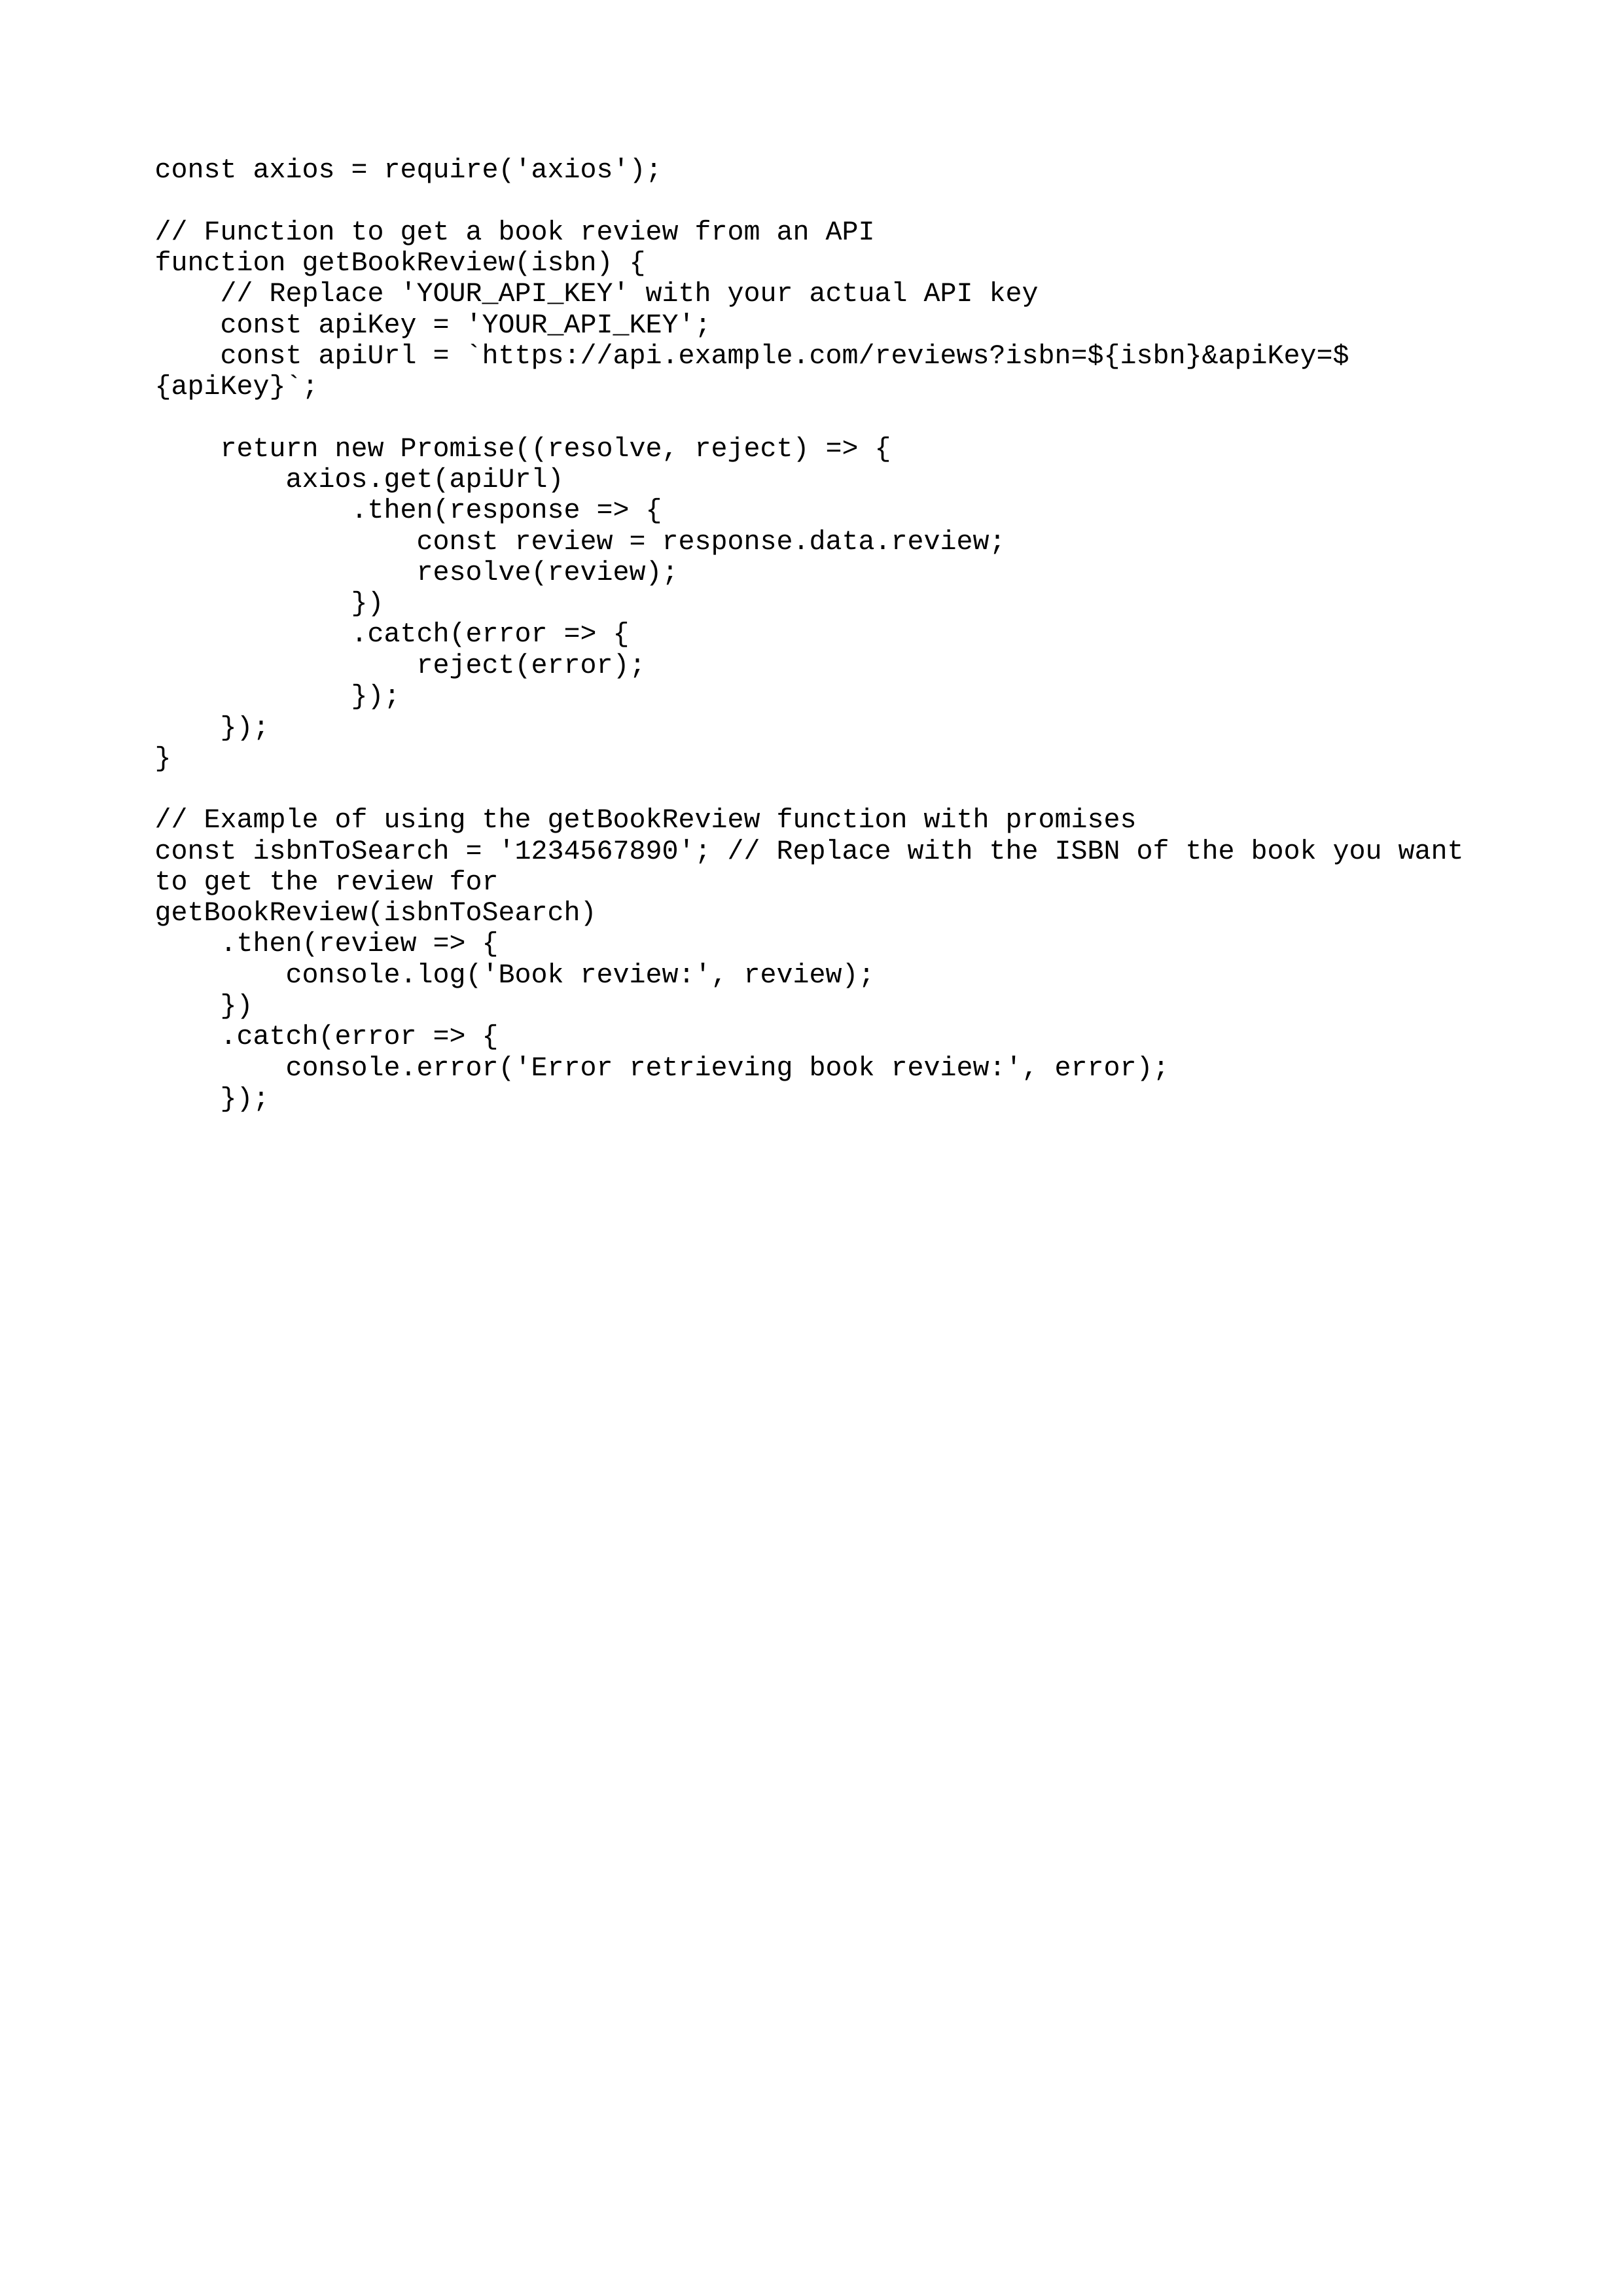 const axios = require('axios');

// Function to get a book review from an API
function getBookReview(isbn) {
    // Replace 'YOUR_API_KEY' with your actual API key
    const apiKey = 'YOUR_API_KEY';
    const apiUrl = `https://api.example.com/reviews?isbn=${isbn}&apiKey=$
{apiKey}`;

    return new Promise((resolve, reject) => {
        axios.get(apiUrl)
            .then(response => {
                const review = response.data.review;
                resolve(review);
            })
            .catch(error => {
                reject(error);
            });
    });
}

// Example of using the getBookReview function with promises
const isbnToSearch = '1234567890'; // Replace with the ISBN of the book you want
to get the review for
getBookReview(isbnToSearch)
    .then(review => {
        console.log('Book review:', review);
    })
    .catch(error => {
        console.error('Error retrieving book review:', error);
    });